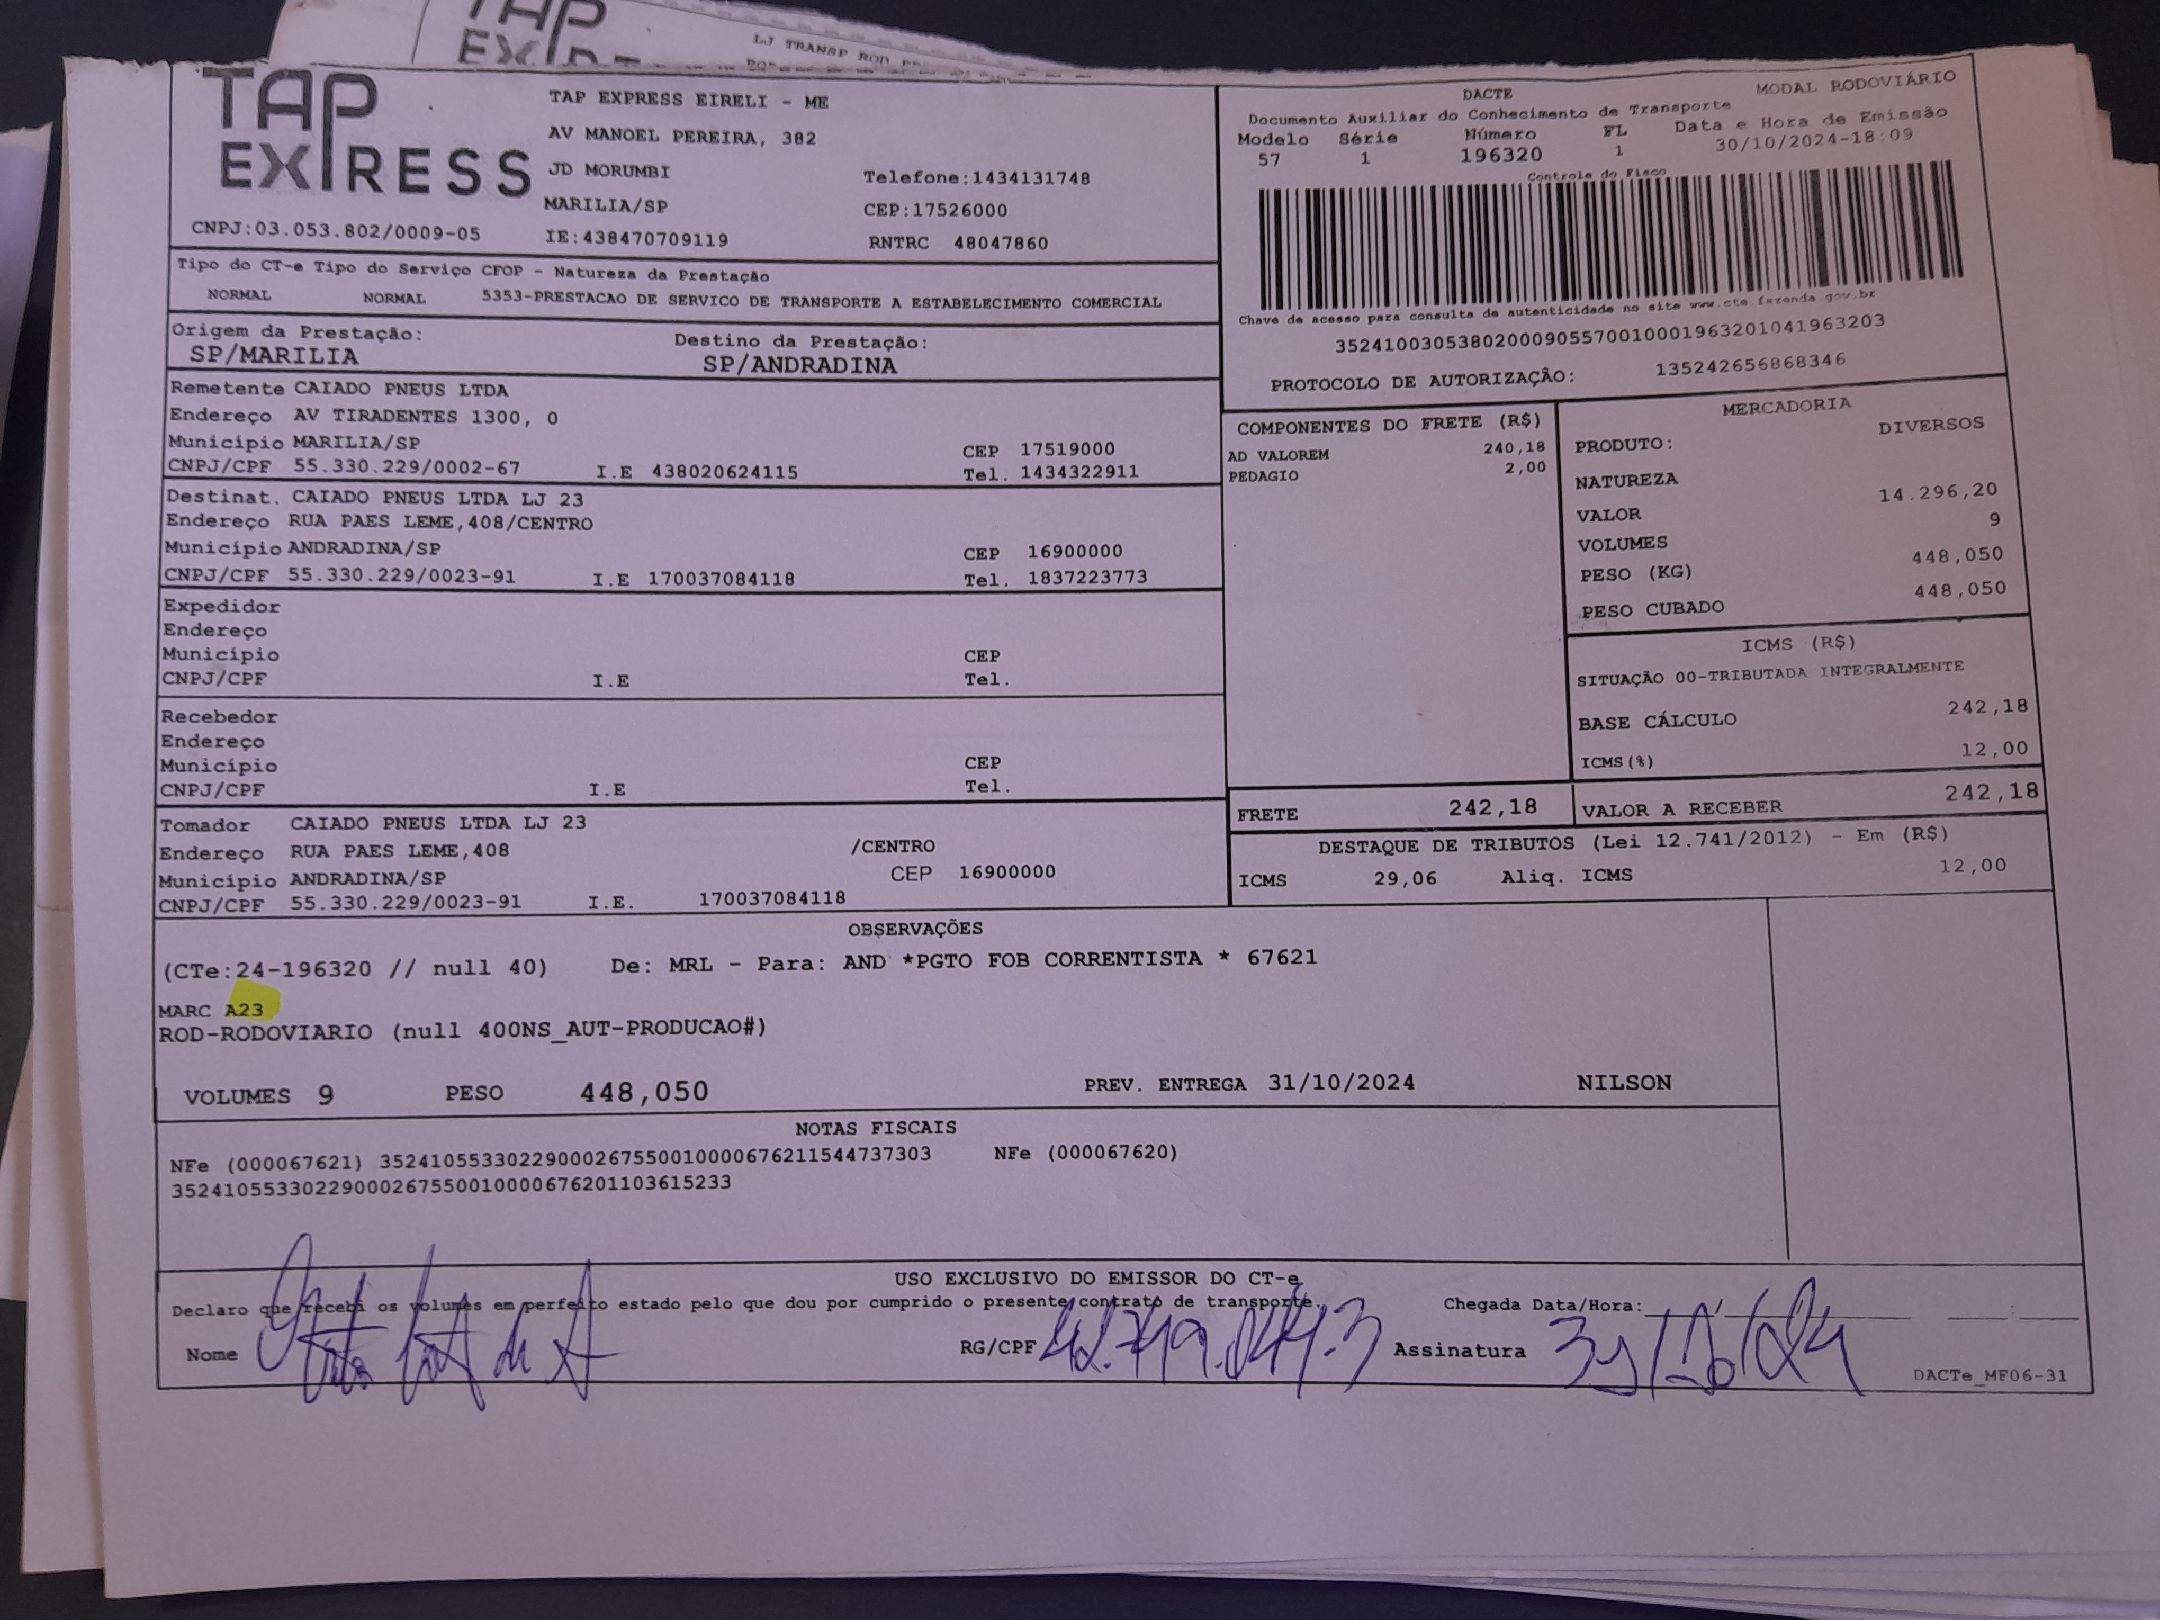 LJ TRANSP ROD
TAP
EXPRESS
TAP EXPRESS EIRELI - ME
AV MANOEL PEREIRA, 382
JD MORUMBI
Telefone:1434131748
MARILIA/SP
CEP:17526000
CNPJ:03.053.802/0009-05
IE:438470709119
RNTRC 48047860
DACTE
MODAL RODOVIÁRIO
Documento Auxiliar do Conhecimento de Transporte
Modelo Série Número FL Data e Hora de Emissão
57 1 196320 1 30/10/2024-18:09
Controle do Fisco
Chave de acesso para consulta de autenticidade no site www.cte.fazenda.gov.br
35241003053802000905570010001963201041963203
PROTOCOLO DE AUTORIZAÇÃO: 135242656868346
Tipo do CT-e Tipo do Serviço CFOP - Natureza da Prestação
NORMAL NORMAL 5353-PRESTACAO DE SERVICO DE TRANSPORTE A ESTABELECIMENTO COMERCIAL
Origem da Prestação: Destino da Prestação:
SP/MARILIA SP/ANDRADINA
Remetente CAIADO PNEUS LTDA
Endereço AV TIRADENTES 1300, 0
Município MARILIA/SP CEP 17519000
CNPJ/CPF 55.330.229/0002-67 I.E 438020624115 Tel. 1434322911
Destinat. CAIADO PNEUS LTDA LJ 23
Endereço RUA PAES LEME,408/CENTRO
Município ANDRADINA/SP CEP 16900000
CNPJ/CPF 55.330.229/0023-91 I.E 170037084118 Tel. 1837223773
Expedidor
Endereço
Município CEP
CNPJ/CPF I.E Tel.
Recebedor
Endereço
Município CEP
CNPJ/CPF I.E Tel.
Tomador CAIADO PNEUS LTDA LJ 23
Endereço RUA PAES LEME,408 /CENTRO
Município ANDRADINA/SP CEP 16900000
CNPJ/CPF 55.330.229/0023-91 I.E. 170037084118
COMPONENTES DO FRETE (R$)
AD VALOREM 240,18
PEDAGIO 2,00
MERCADORIA
PRODUTO: DIVERSOS
NATUREZA
VALOR 14.296,20
VOLUMES 9
PESO (KG) 448,050
PESO CUBADO 448,050
ICMS (R$)
SITUAÇÃO 00-TRIBUTADA INTEGRALMENTE
BASE CÁLCULO 242,18
ICMS(%) 12,00
FRETE 242,18 VALOR A RECEBER 242,18
DESTAQUE DE TRIBUTOS (Lei 12.741/2012) - Em (R$)
ICMS 29,06 Aliq. ICMS 12,00
OBSERVAÇÕES
(CTe:24-196320 // null 40) De: MRL - Para: AND *PGTO FOB CORRENTISTA * 67621
MARC A23
ROD-RODOVIARIO (null 400NS_AUT-PRODUCAO#)
VOLUMES 9 PESO 448,050 PREV. ENTREGA 31/10/2024 NILSON
NOTAS FISCAIS
NFe (000067621) 35241055330229000267550010000676211544737303 NFe (000067620)
35241055330229000267550010000676201103615233
USO EXCLUSIVO DO EMISSOR DO CT-e
Declaro que recebi os volumes em perfeito estado pelo que dou por cumprido o presente contrato de transporte. Chegada Data/Hora:
Nome RG/CPF Assinatura 31/10/24
DACTe_MF06-31